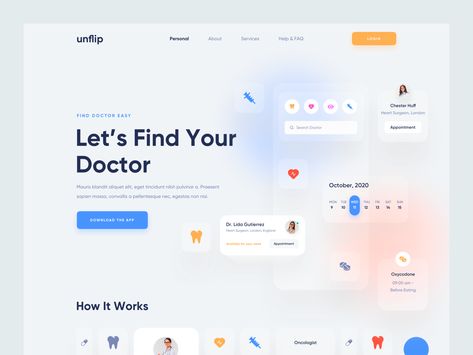 unflip
Personal
About
Services
Help & FAQ
LOGIN
FIND DOCTOR EASY
Let's Find Your
Doctor
Mauris blandit aliquet elit, eget tincidunt nibh pulvinar a. Praesent
sapien massa, convallis a pellentesque nec, egestas non nisi.
DOWNLOAD THE APP
Search Doctor
Chester Huff
Heart Surgeon, London
Appointment
October, 2020
MON TUE WED THU FRI SAT SUN
9 10 11 12 13 14 15
Dr. Lida Gutierrez
Heart Surgeon, London, England
Appointment
Oxycodone
09:00 am -
Before Eating
How It Works
Oncologist